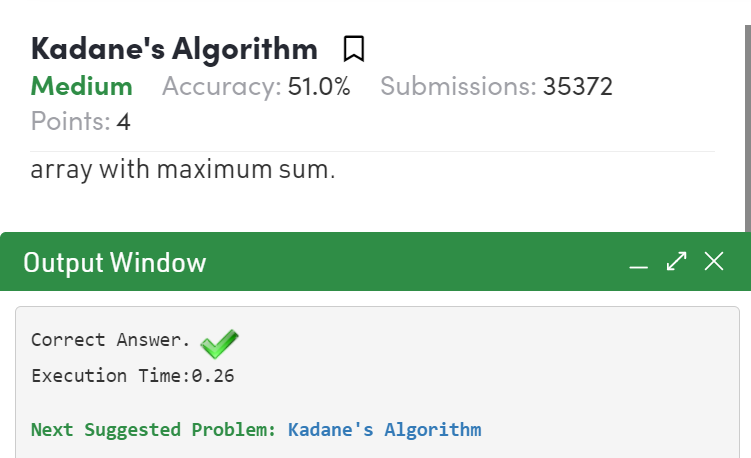 Kadane's Algorithm
Medium Accuracy: 51.0% Submissions: 35372
Points: 4
array with maximum sum.
Output Window
Correct Answer.
Execution Time:0.26
Next Suggested Problem: Kadane's Algorithm